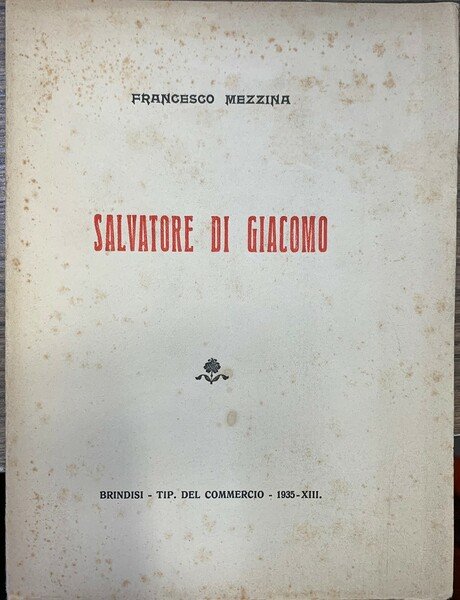 FRANCESCO MEZZINA
SALVATORE DI GIACOMO
BRINDISI - TIP. DEL COMMERCIO - 1935-XIII.